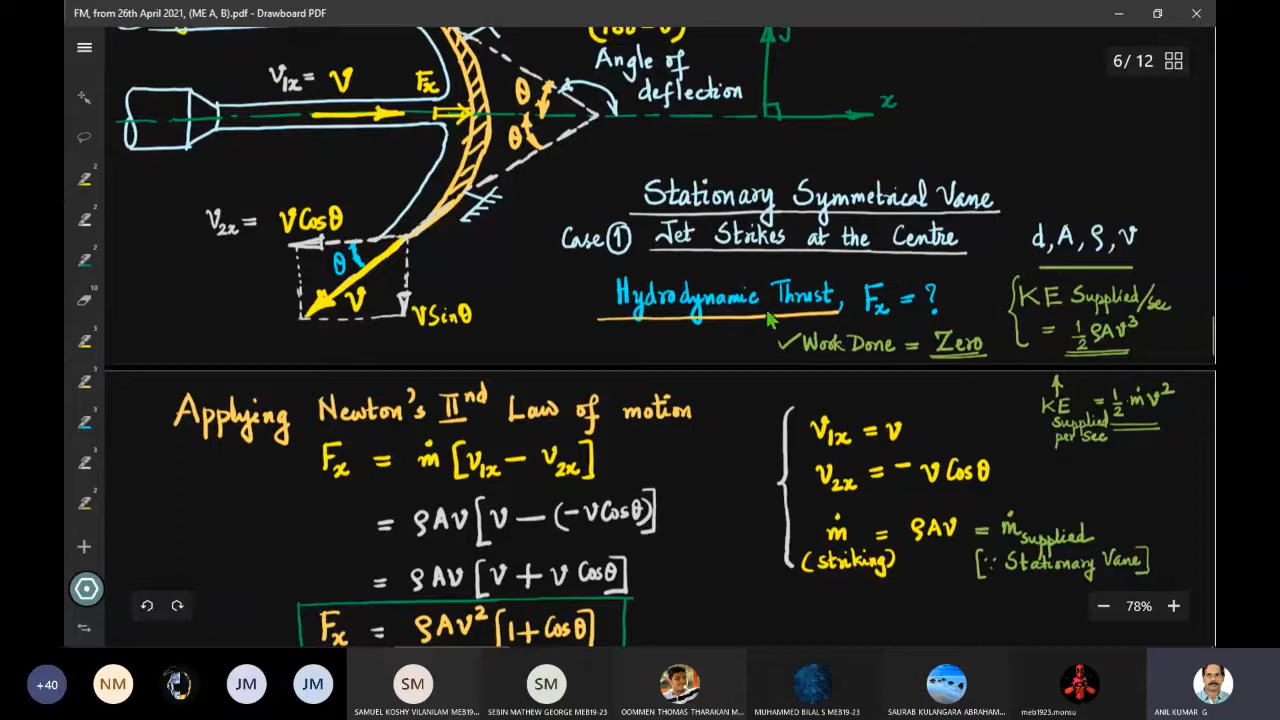 FM, from 26th April 2021, (ME A, B).pdf - Drawboard PDF
6/12
(180-θ)
Angle of
deflection
y
x
V1x = V
Fx
θ
θ
V2x = VCosθ
θ
V
VSinθ
Stationary Symmetrical Vane
Case ① Jet Strikes at the Centre
d, A, ρ, v
Hydrodynamic Thrust, Fx = ?
✓Work Done = Zero
KE Supplied/sec
= ½ ρAv³
Applying Newton's IInd Law of motion
Fx = ṁ [V1x - V2x]
= ρAv [v - (-vCosθ)]
= ρAv [v + v Cosθ]
Fx = ρAv² [1+Cosθ]
V1x = v
V2x = - v Cosθ
ṁ = ρAv = ṁ supplied
(striking) [∵ Stationary Vane]
↑
KE = ½ ṁv²
Supplied
per sec
78%
+40
NM
JM
JM
SM
SM
SAMUEL KOSHY VILANILAM MEB19...
SEBIN MATHEW GEORGE MEB19-23
OOMMEN THOMAS THARAKAN M...
MUHAMMED BILAL S MEB19-23
SAURAB KULANGARA ABRAHAM...
meb1923.monsu
ANIL KUMAR G